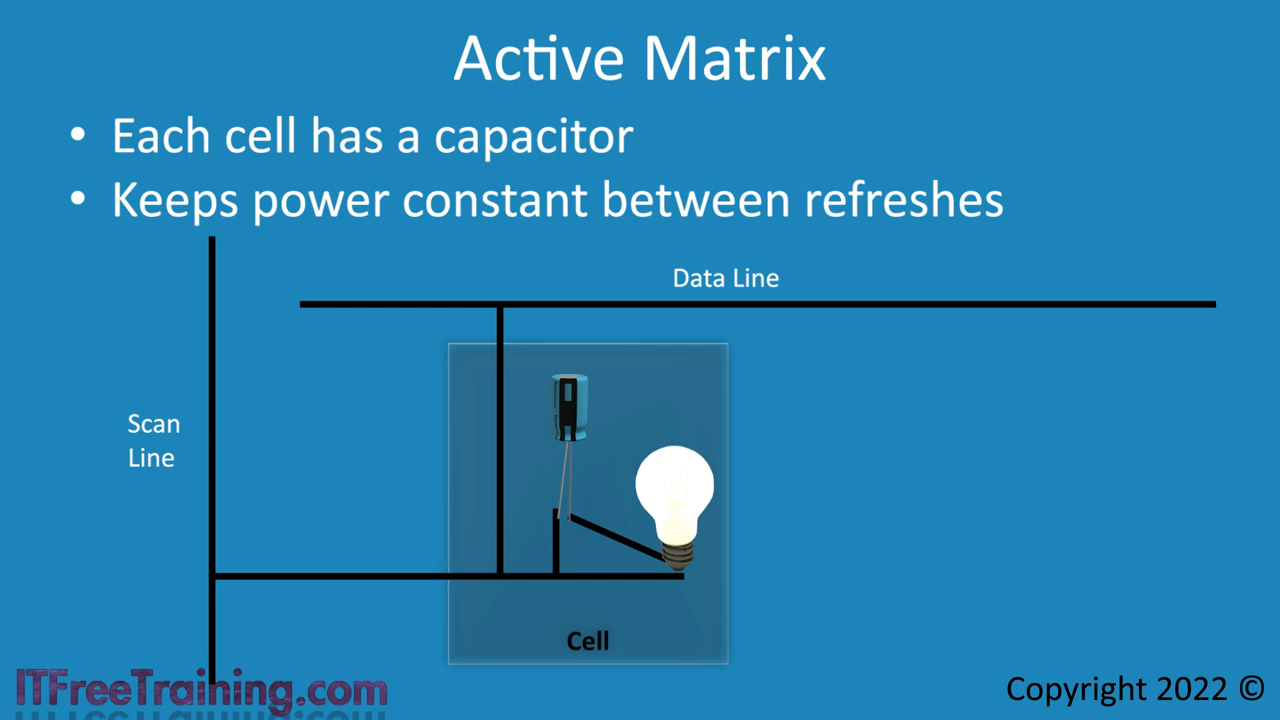 Active Matrix
• Each cell has a capacitor
• Keeps power constant between refreshes
Data Line
Scan
Line
Cell
ITFreeTraining.com
Copyright 2022 ©